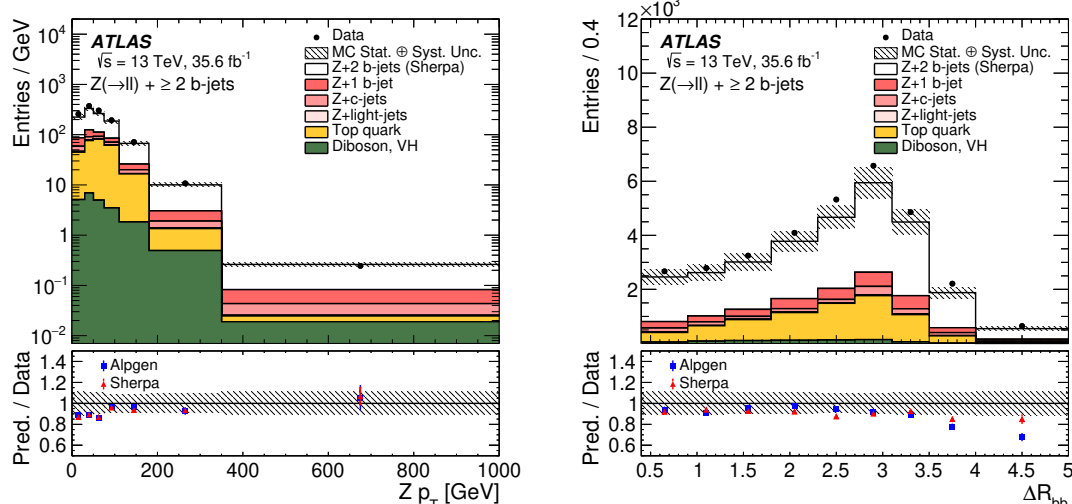 ATLAS
√s = 13 TeV, 35.6 fb⁻¹
Z(→ll) + ≥ 2 b-jets
Data
MC Stat. ⊕ Syst. Unc.
Z+2 b-jets (Sherpa)
Z+1 b-jet
Z+c-jets
Z+light-jets
Top quark
Diboson, VH
Entries / GeV
10⁴
10³
10²
10
1
10⁻¹
10⁻²
Alpgen
Sherpa
Pred. / Data
1.4
1.2
1
0.8
0.6
0 200 400 600 800 1000
Z p_T [GeV]
12 ×10³
ATLAS
√s = 13 TeV, 35.6 fb⁻¹
Z(→ll) + ≥ 2 b-jets
Data
MC Stat. ⊕ Syst. Unc.
Z+2 b-jets (Sherpa)
Z+1 b-jet
Z+c-jets
Z+light-jets
Top quark
Diboson, VH
Entries / 0.4
10
8
6
4
2
Alpgen
Sherpa
Pred. / Data
1.4
1.2
1
0.8
0.6
0.5 1 1.5 2 2.5 3 3.5 4 4.5 5
ΔR_bb